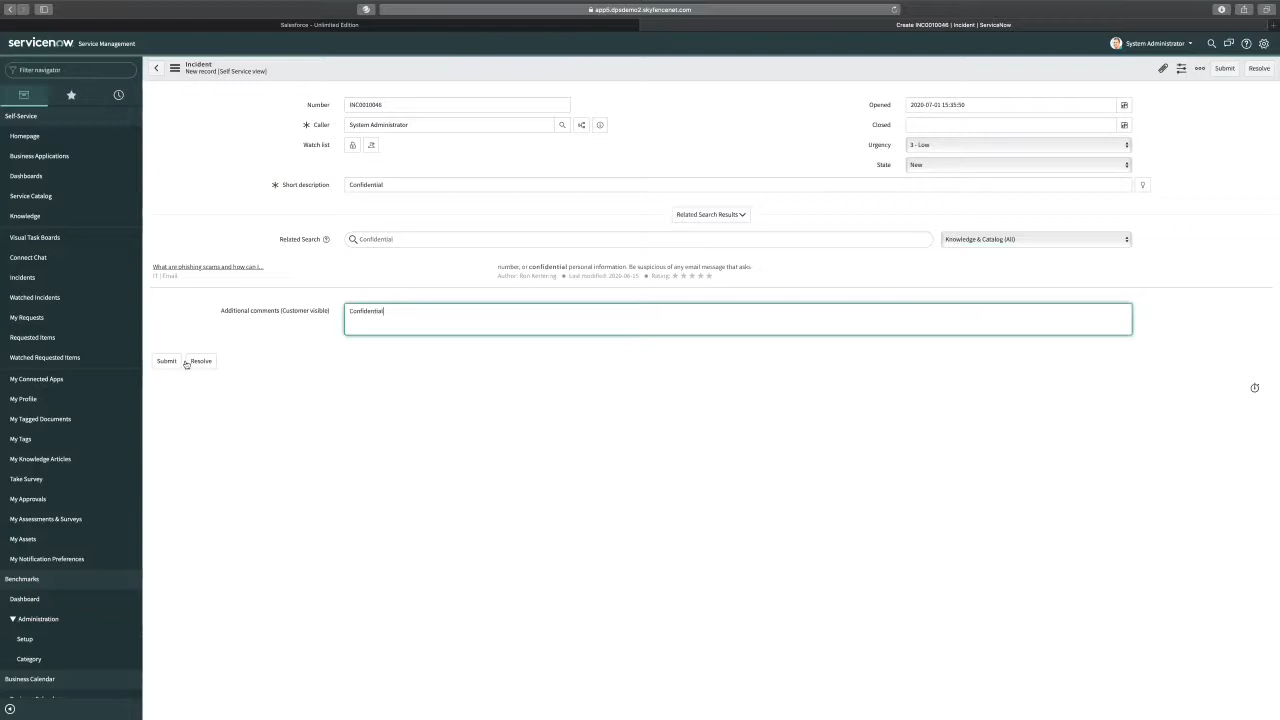 app5.dpsdemo2.skyfencenet.com
Salesforce - Unlimited Edition
Create INC0010046 | Incident | ServiceNow
servicenow Service Management
System Administrator
Filter navigator
Incident
New record [Self Service view]
Submit
Resolve
Self-Service
Homepage
Business Applications
Dashboards
Service Catalog
Knowledge
Visual Task Boards
Connect Chat
Incidents
Watched Incidents
My Requests
Requested Items
Watched Requested Items
My Connected Apps
My Profile
My Tagged Documents
My Tags
My Knowledge Articles
Take Survey
My Approvals
My Assessments & Surveys
My Assets
My Notification Preferences
Benchmarks
Dashboard
Administration
Setup
Category
Business Calendar
Number INC0010046
Opened 2020-07-01 15:35:50
Caller System Administrator
Closed
Watch list
Urgency 3 - Low
State New
Short description Confidential
Related Search Results
Related Search Confidential Knowledge & Catalog (All)
What are phishing scams and how can I... number, or confidential personal information. Be suspicious of any email message that asks
IT | Email Author: Ron Kettering Last modified: 2020-06-15 Rating:
Additional comments (Customer visible) Confidential
Submit Resolve